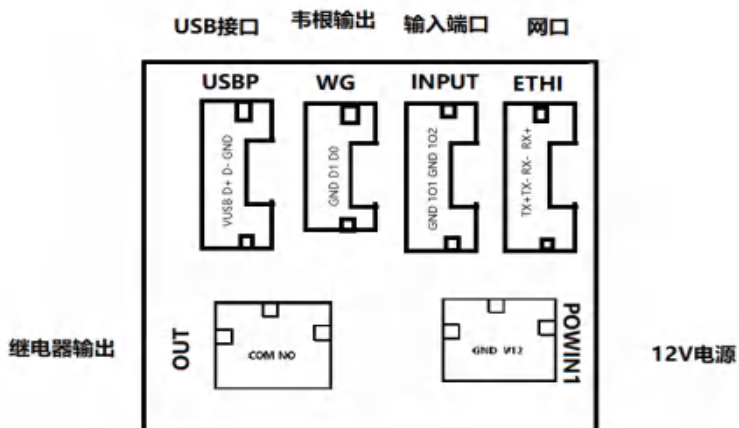 USB接口 韦根输出 输入端口 网口
USBP WG INPUT ETHI
VUSB D+ D- GND
GND D1 D0
GND 1O1 GND 1O2
TX+TX- RX- RX+
继电器输出
OUT
COM NO
GND V12
POWIN1
12V电源